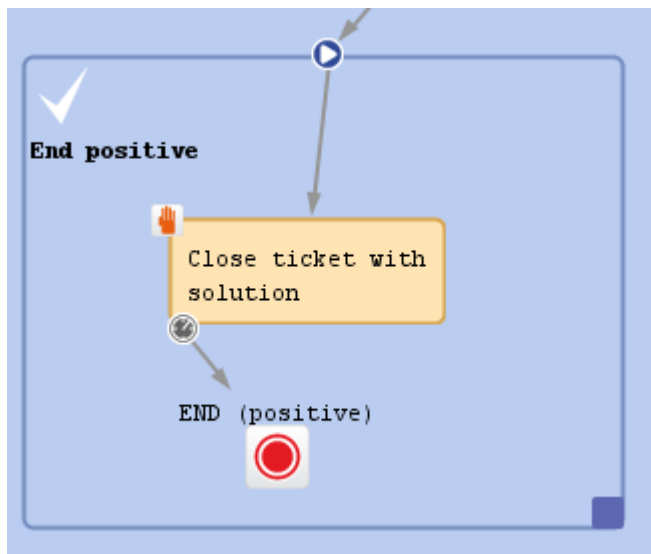 End positive
Close ticket with
solution
END (positive)